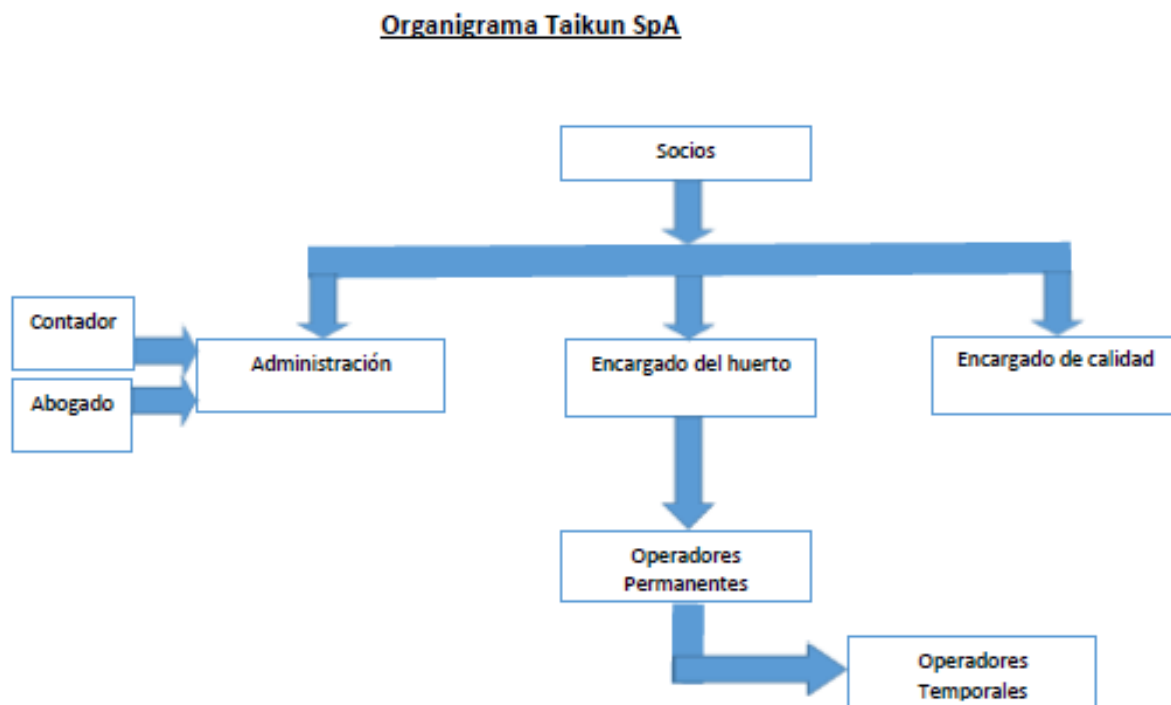 Organigrama Taikun SpA
Socios
Contador
Abogado
Administración
Encargado del huerto
Encargado de calidad
Operadores
Permanentes
Operadores
Temporales